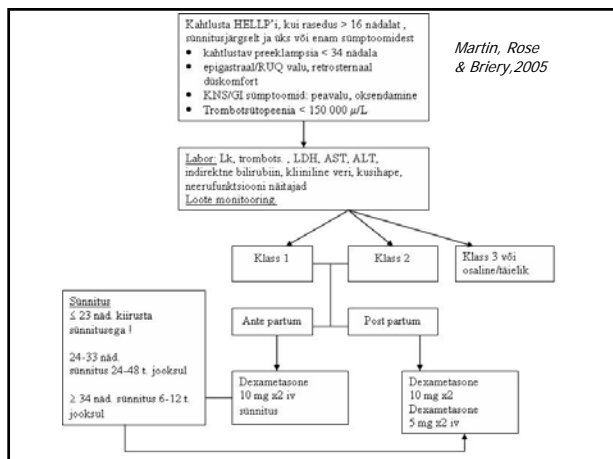 Kahtlusta HELLP'i, kui rasedus > 16 nädalat ,
sünnitusjärgselt ja üks või enam sümptoomidest
• kahtlustav preeklampsia < 34 nädala
• epigastraal/RUQ valu, retrosternaal
düskomfort
• KNS/GI sümptoomid: peavalu, oksendamine
• Trombotsütopeenia < 150 000 µ/L
Martin, Rose
& Briery,2005
Labor: Lk, trombots. , LDH, AST, ALT,
indirektne bilirubiin, kliiniline veri, kusihape,
neerufunktsiooni näitajad
Loote monitooring
Klass 1
Klass 2
Klass 3 või
osaline/täielik
Sünnitus
≤ 23 näd. kiirusta
sünnitusega !
24-33 näd.
sünnitus 24-48 t. jooksul
≥ 34 näd. sünnitus 6-12 t.
jooksul
Ante partum
Post partum
Dexametasone
10 mg x2 iv
sünnitus
Dexametasone
10 mg x2
Dexametasone
5 mg x2 iv